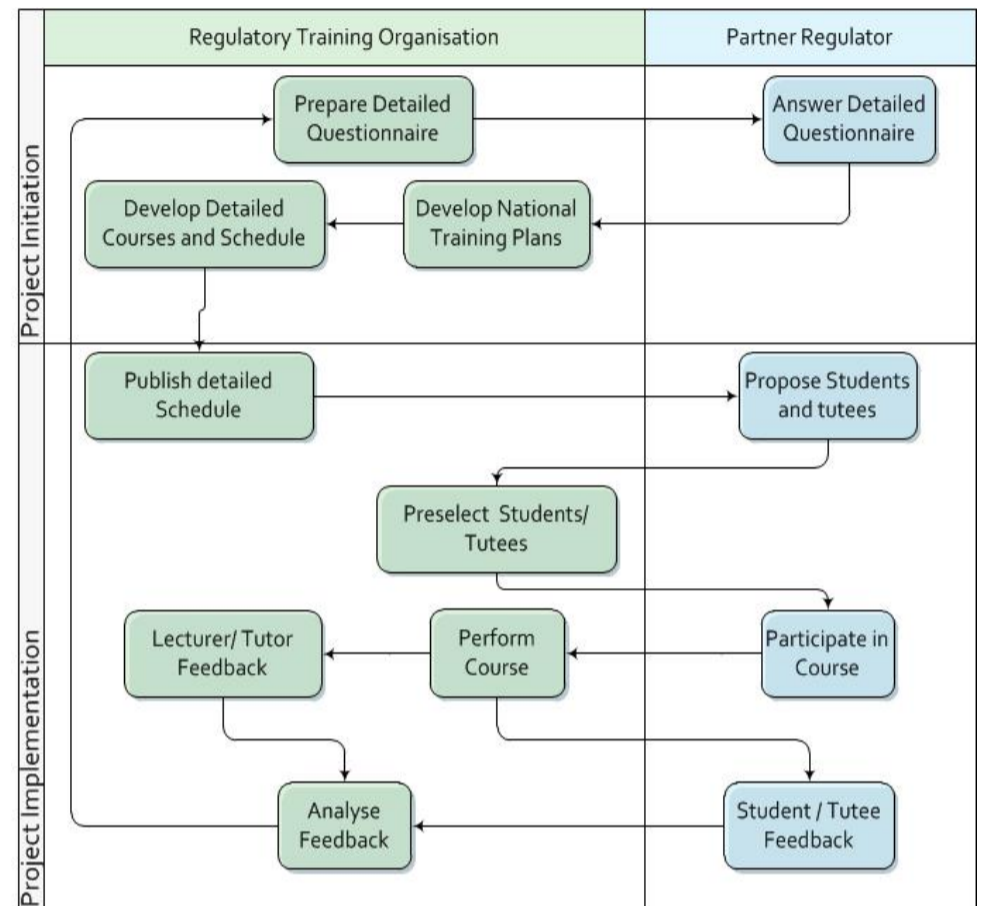 Regulatory Training Organisation
Partner Regulator
Project Initiation
Prepare Detailed
Questionnaire
Answer Detailed
Questionnaire
Develop Detailed
Courses and Schedule
Develop National
Training Plans
Project Implementation
Publish detailed
Schedule
Propose Students
and tutees
Preselect Students/
Tutees
Lecturer/ Tutor
Feedback
Perform
Course
Participate in
Course
Analyse
Feedback
Student / Tutee
Feedback